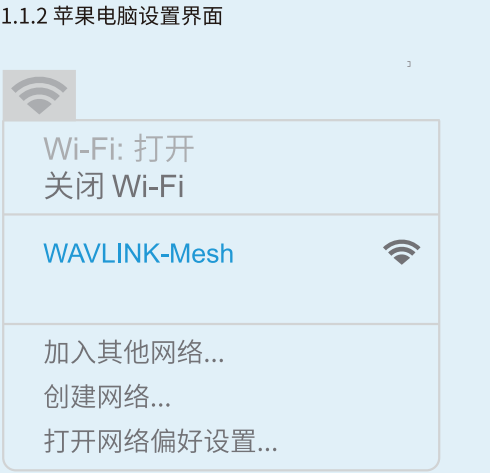 1.1.2 苹果电脑设置界面
Wi-Fi: 打开
关闭 Wi-Fi
WAVLINK-Mesh
加入其他网络...
创建网络...
打开网络偏好设置...